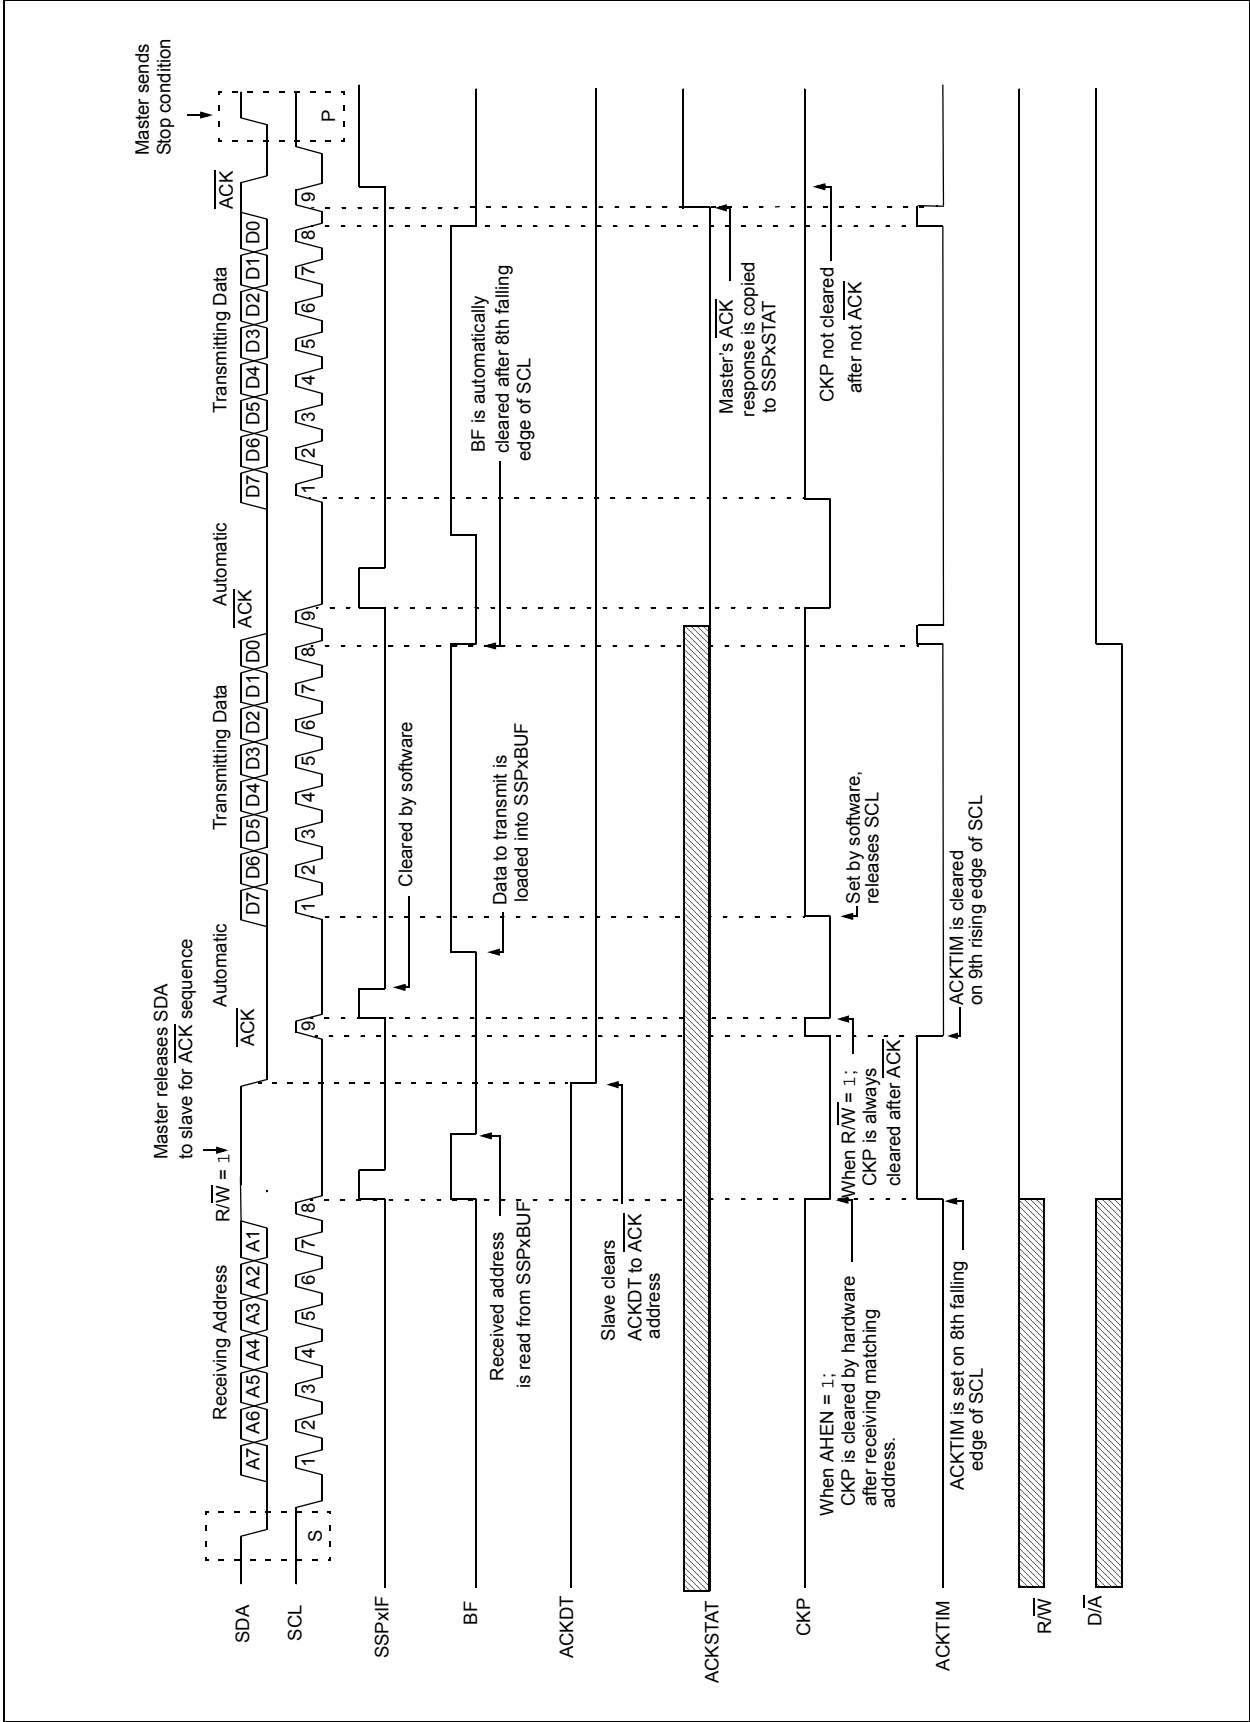 Master sends
Stop condition
Master releases SDA
to slave for ACK sequence
Receiving Address
R/W = 1
ACK
Automatic
Transmitting Data
ACK
Automatic
Transmitting Data
ACK
SDA
A7 A6 A5 A4 A3 A2 A1
D7 D6 D5 D4 D3 D2 D1 D0
D7 D6 D5 D4 D3 D2 D1 D0
SCL
S
1 2 3 4 5 6 7 8
9
1 2 3 4 5 6 7 8 9
1 2 3 4 5 6 7 8 9
P
SSPxIF
Cleared by software
BF
Received address
is read from SSPxBUF
Data to transmit is
loaded into SSPxBUF
BF is automatically
cleared after 8th falling
edge of SCL
ACKDT
Slave clears
ACKDT to ACK
address
ACKSTAT
Master's ACK
response is copied
to SSPxSTAT
CKP
When AHEN = 1;
CKP is cleared by hardware
after receiving matching
address.
When R/W = 1;
CKP is always
cleared after ACK
Set by software,
releases SCL
CKP not cleared
after not ACK
ACKTIM
ACKTIM is set on 8th falling
edge of SCL
ACKTIM is cleared
on 9th rising edge of SCL
R/W
D/A